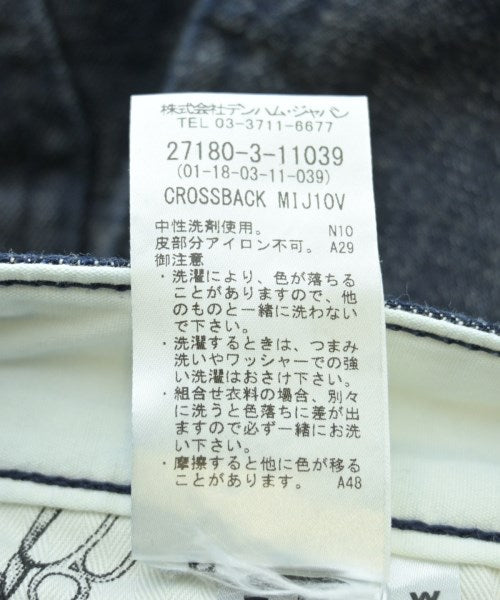 株式会社デンハム・ジャパン
TEL 03-3711-6677
27180-3-11039
(01-18-03-11-039)
CROSSBACK MIJ10V
中性洗剤使用。 N10
皮部分アイロン不可。 A29
御注意
・洗濯により、色が落ちる
ことがありますので、他
のものと一緒に洗わない
で下さい。
・洗濯するときは、つまみ
洗いやワッシャーでの強
い洗濯はおさけ下さい。
・組合せ衣料の場合、別々
に洗うと色落ちに差が出
ますので必ず一緒にお洗
い下さい。
・摩擦すると他に色が移る
ことがあります。 A48
W